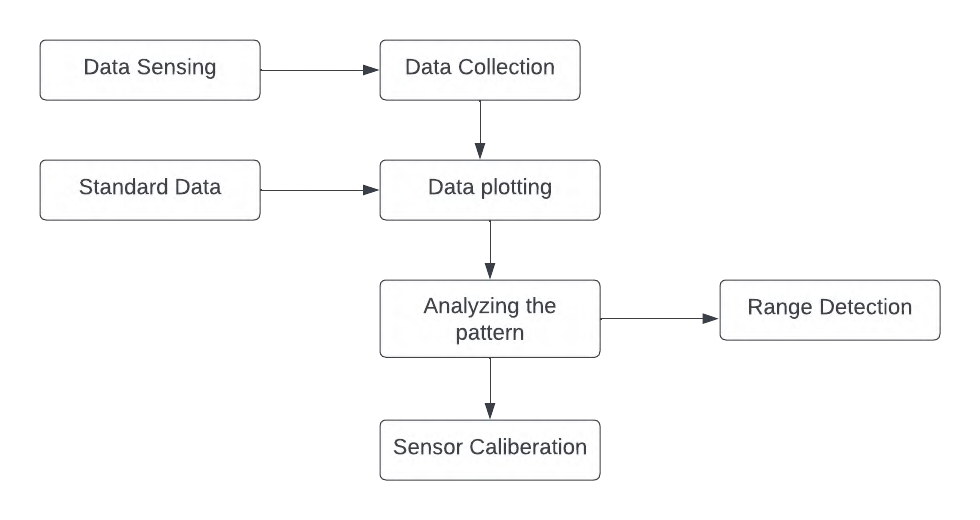 Data Sensing
Data Collection
Standard Data
Data plotting
Analyzing the
pattern
Range Detection
Sensor Caliberation